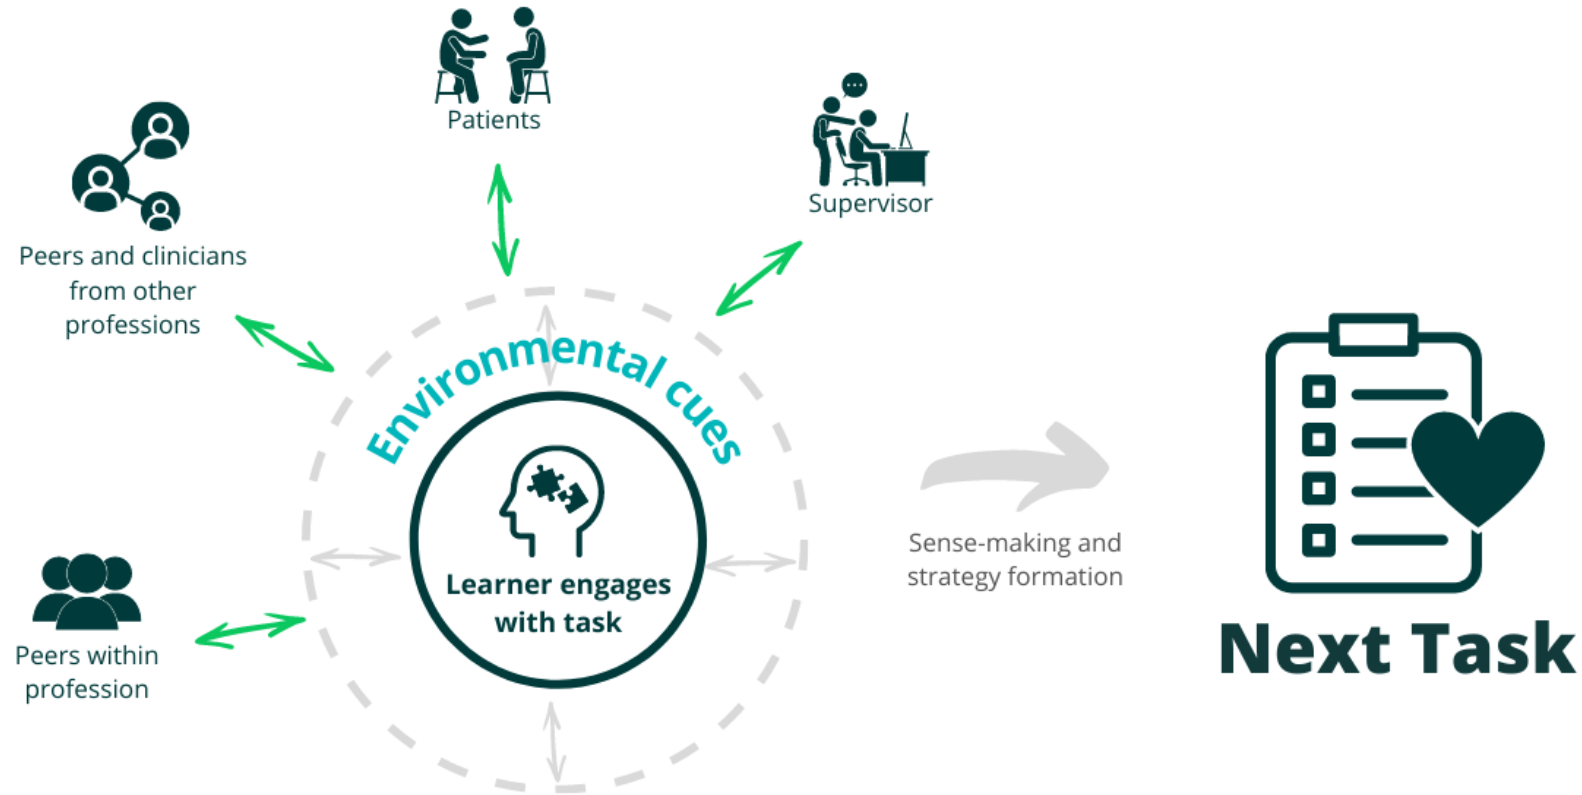 Patients
Supervisor
Peers and clinicians
from other
professions
Environmental cues
Learner engages
with task
Peers within
profession
Sense-making and
strategy formation
Next Task